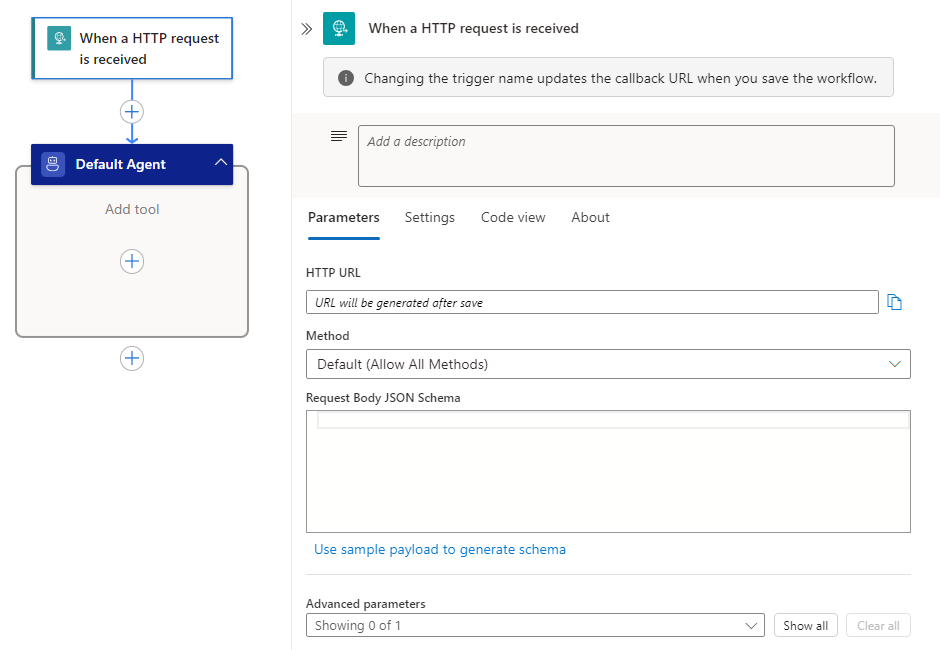 When a HTTP request
is received
Default Agent
Add tool
When a HTTP request is received
Changing the trigger name updates the callback URL when you save the workflow.
Add a description
Parameters Settings Code view About
HTTP URL
URL will be generated after save
Method
Default (Allow All Methods)
Request Body JSON Schema
Use sample payload to generate schema
Advanced parameters
Showing 0 of 1 Show all Clear all